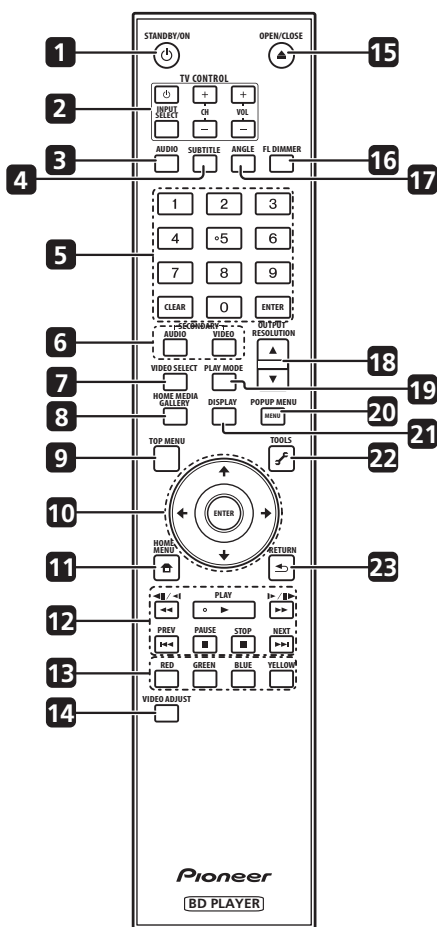 STANDBY/ON
OPEN/CLOSE
1
15
TV CONTROL
2
INPUT
SELECT
+
CH
–
+
VOL
–
3
AUDIO
SUBTITLE
ANGLE
FL DIMMER
16
4
17
5
1
2
3
4
5
6
7
8
9
CLEAR
0
ENTER
SECONDARY
6
AUDIO
VIDEO
OUTPUT
RESOLUTION
18
7
VIDEO SELECT
PLAY MODE
19
8
HOME MEDIA
GALLERY
DISPLAY
POPUP MENU
MENU
20
21
9
TOP MENU
TOOLS
22
10
ENTER
11
HOME
MENU
RETURN
23
12
PLAY
PREV
PAUSE
STOP
NEXT
13
RED
GREEN
BLUE
YELLOW
14
VIDEO ADJUST
Pioneer
BD PLAYER